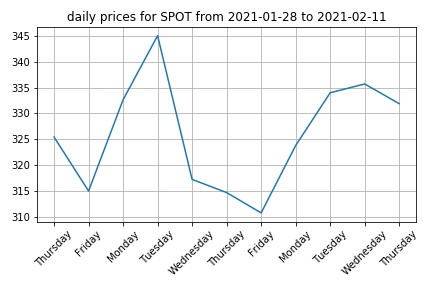 daily prices for SPOT from 2021-01-28 to 2021-02-11
345
340
335
330
325
320
315
310
Thursday
Friday
Monday
Tuesday
Wednesday
Thursday
Friday
Monday
Tuesday
Wednesday
Thursday